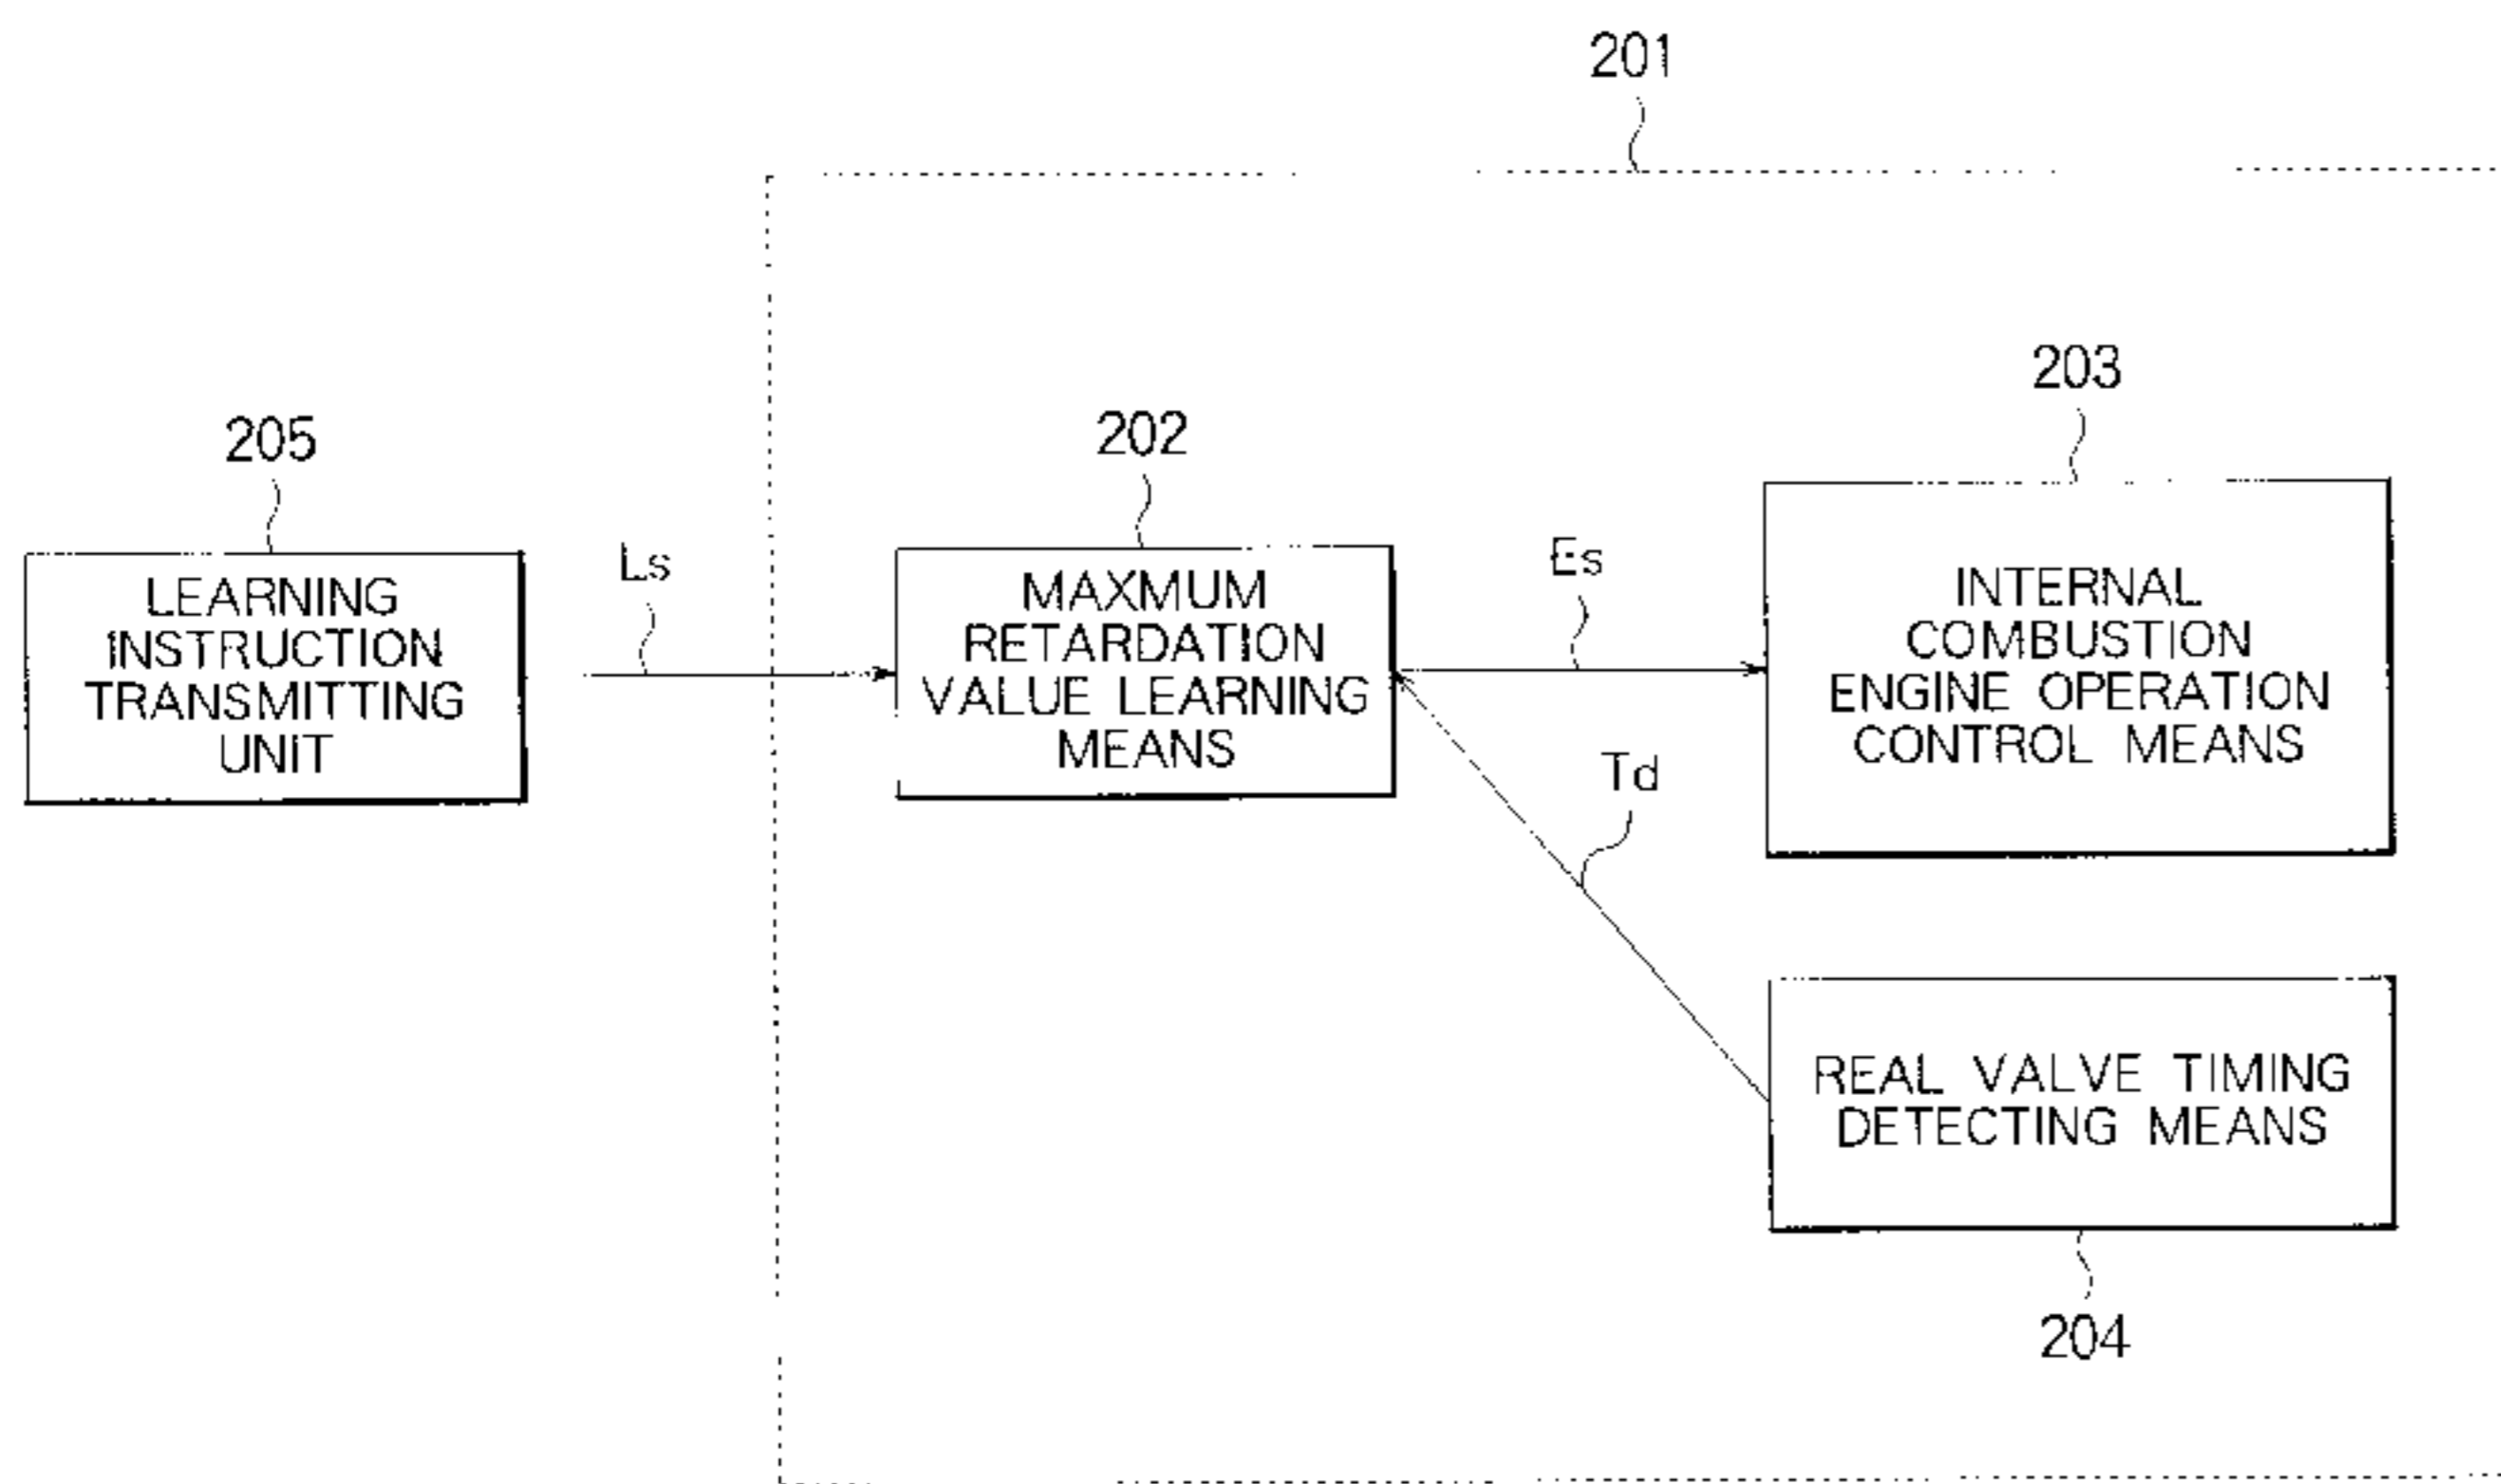 201
203
205
202
Ls
Es
LEARNING
INSTRUCTION
TRANSMITTING
UNIT
MAXMUM
RETARDATION
VALUE LEARNING
MEANS
INTERNAL
COMBUSTION
ENGINE OPERATION
CONTROL MEANS
Td
REAL VALVE TIMING
DETECTING MEANS
204